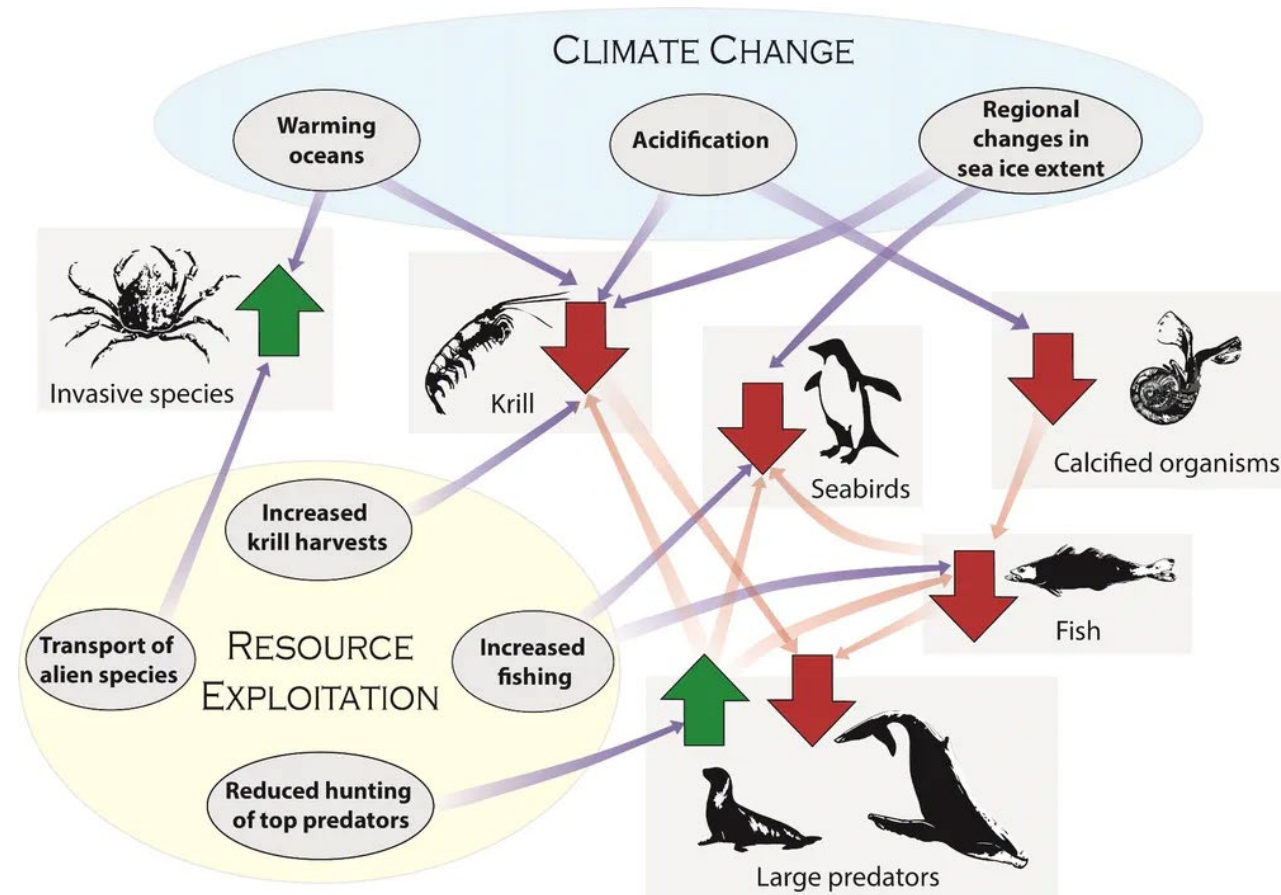 CLIMATE CHANGE
Warming
oceans
Acidification
Regional
changes in
sea ice extent
Invasive species
Krill
Seabirds
Calcified organisms
Increased
krill harvests
Transport of
alien species
RESOURCE
EXPLOITATION
Increased
fishing
Fish
Reduced hunting
of top predators
Large predators